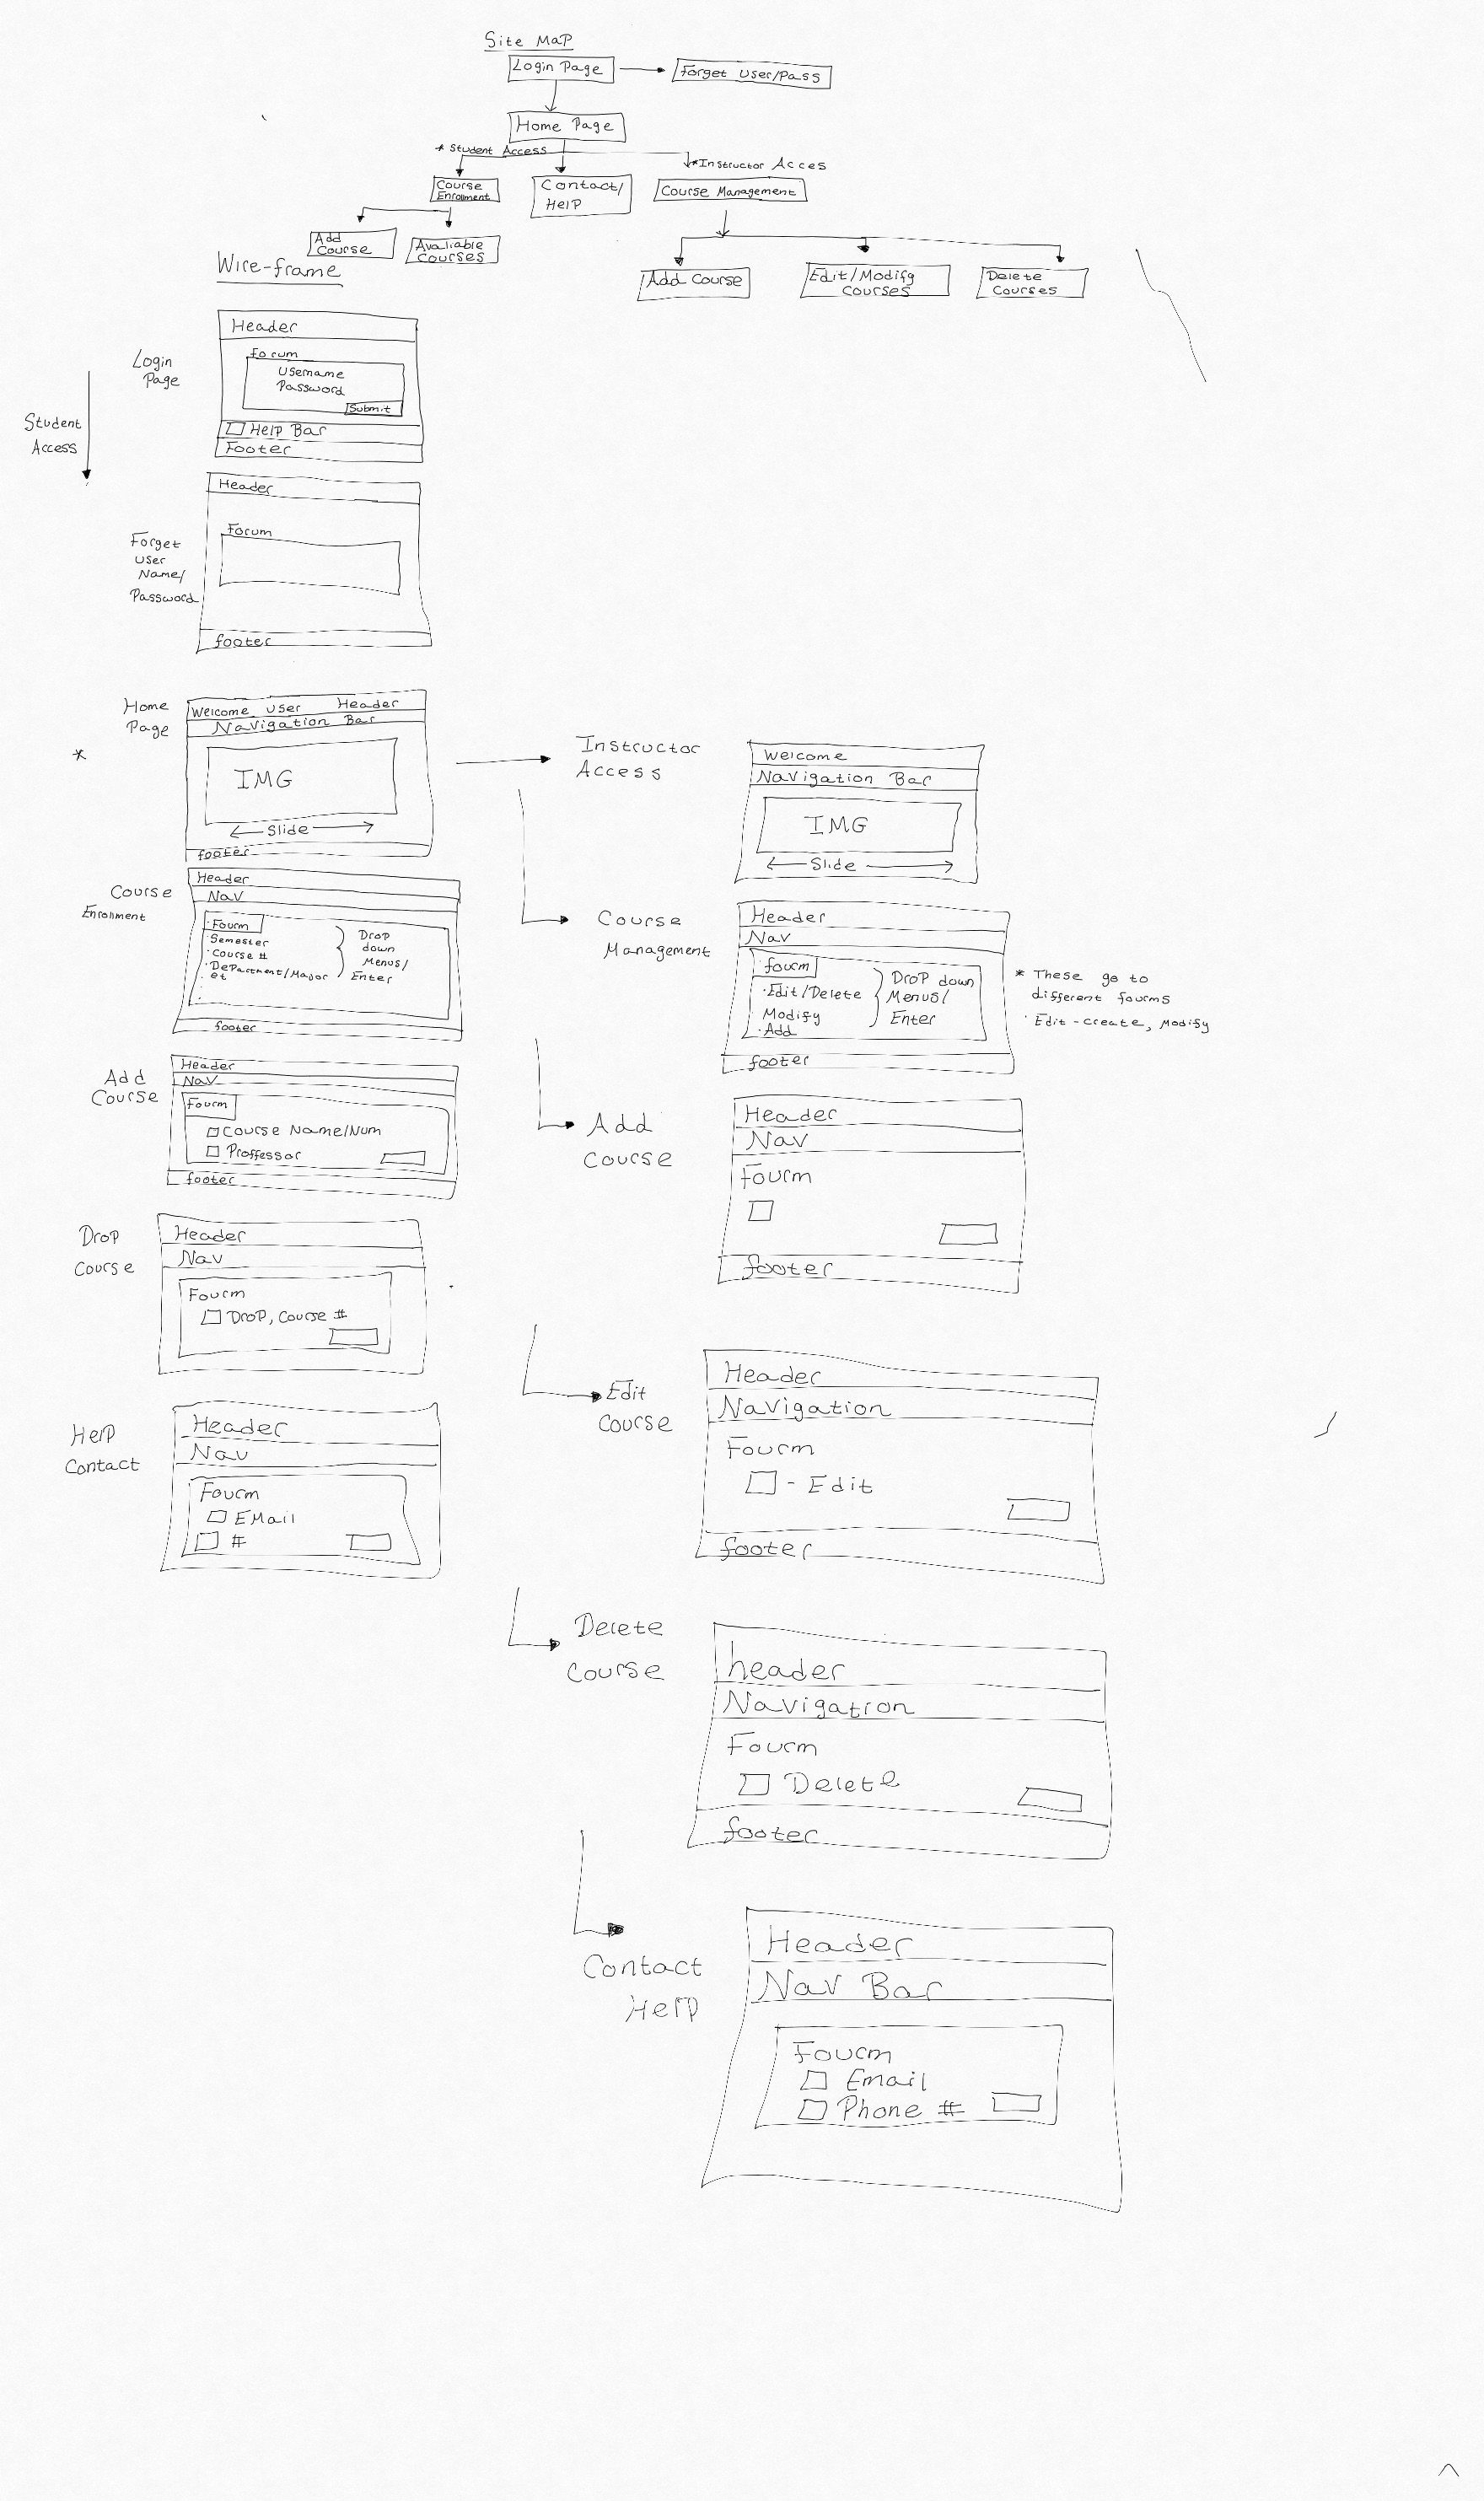 Site Map
Login Page
Forget User/Pass
Home Page
* Student Access
*Instructor Acces
Course
Enrollment
Contact/
Help
Course Management
Add
Course
Avaliable
Courses
Add Course
Edit/Modify
Courses
Delete
Courses
Wire-frame
Login
Page
Header
Forum
Username
Password
Submit
Help Bar
Footer
Student
Access
Forget
User
Name/
Password
Header
Forum
footer
Home
Page
Welcome User Header
Navigation Bar
*
IMG
Slide
footer
Instructor
Access
Welcome
Navigation Bar
IMG
Slide
Course
Enrollment
Header
Nav
·Fourm
·Semester
·Course #
·Department/Major
et
Drop
down
Menus/
Enter
footer
Course
Management
Header
Nav
fourm
·Edit/Delete
Modify
·Add
Drop down
Menus/
Enter
footer
* These go to
different fourms
· Edit - create, Modify
Add
Course
Header
Nav
Fourm
Course Name/Num
Proffessor
footer
Add
Course
Header
Nav
Fourm
footer
Drop
Course
Header
Nav
Fourm
Drop, Course #
Edit
Course
Header
Navigation
Fourm
- Edit
footer
Help
Contact
Header
Nav
Fourm
EMail
#
Delete
Course
header
Navigation
Fourm
Delete
footer
Contact
Help
Header
Nav Bar
Fourm
Email
Phone #